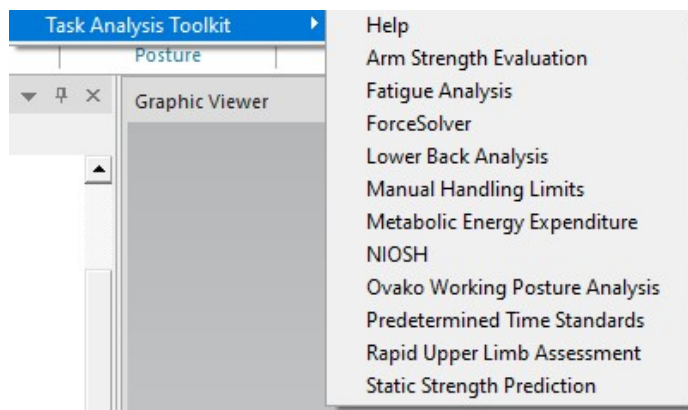 Task Analysis Toolkit
Posture
Graphic Viewer
Help
Arm Strength Evaluation
Fatigue Analysis
ForceSolver
Lower Back Analysis
Manual Handling Limits
Metabolic Energy Expenditure
NIOSH
Ovako Working Posture Analysis
Predetermined Time Standards
Rapid Upper Limb Assessment
Static Strength Prediction